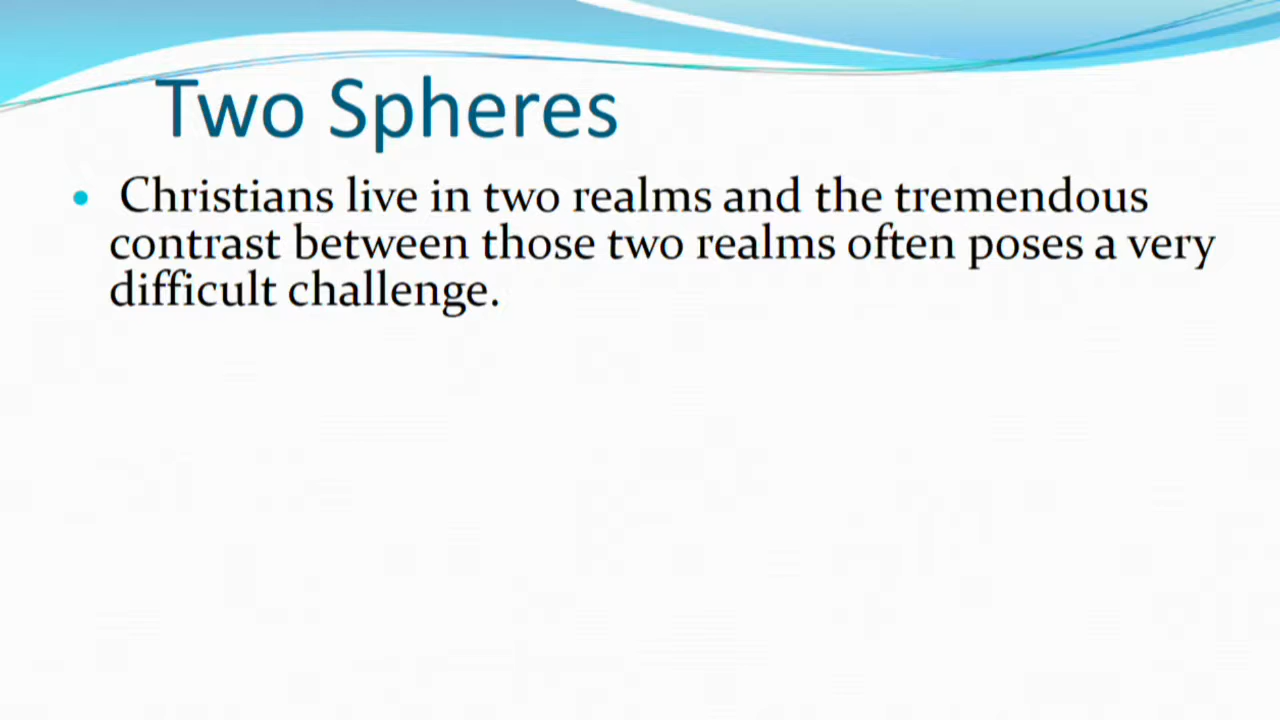 Two Spheres
• Christians live in two realms and the tremendous
contrast between those two realms often poses a very
difficult challenge.